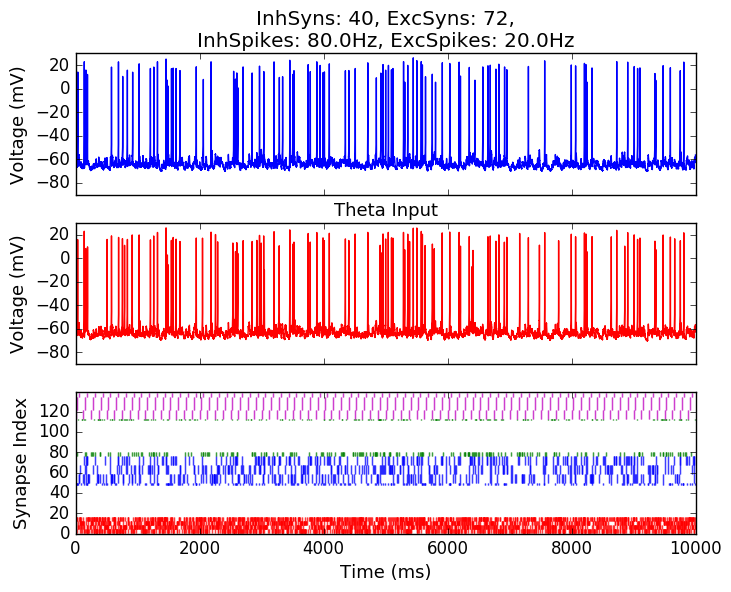 InhSyns: 40, ExcSyns: 72,
InhSpikes: 80.0Hz, ExcSpikes: 20.0Hz
20
0
−20
−40
−60
−80
Voltage (mV)
Theta Input
20
0
−20
−40
−60
−80
Voltage (mV)
120
100
80
60
40
20
0
Synapse Index
0 2000 4000 6000 8000 10000
Time (ms)